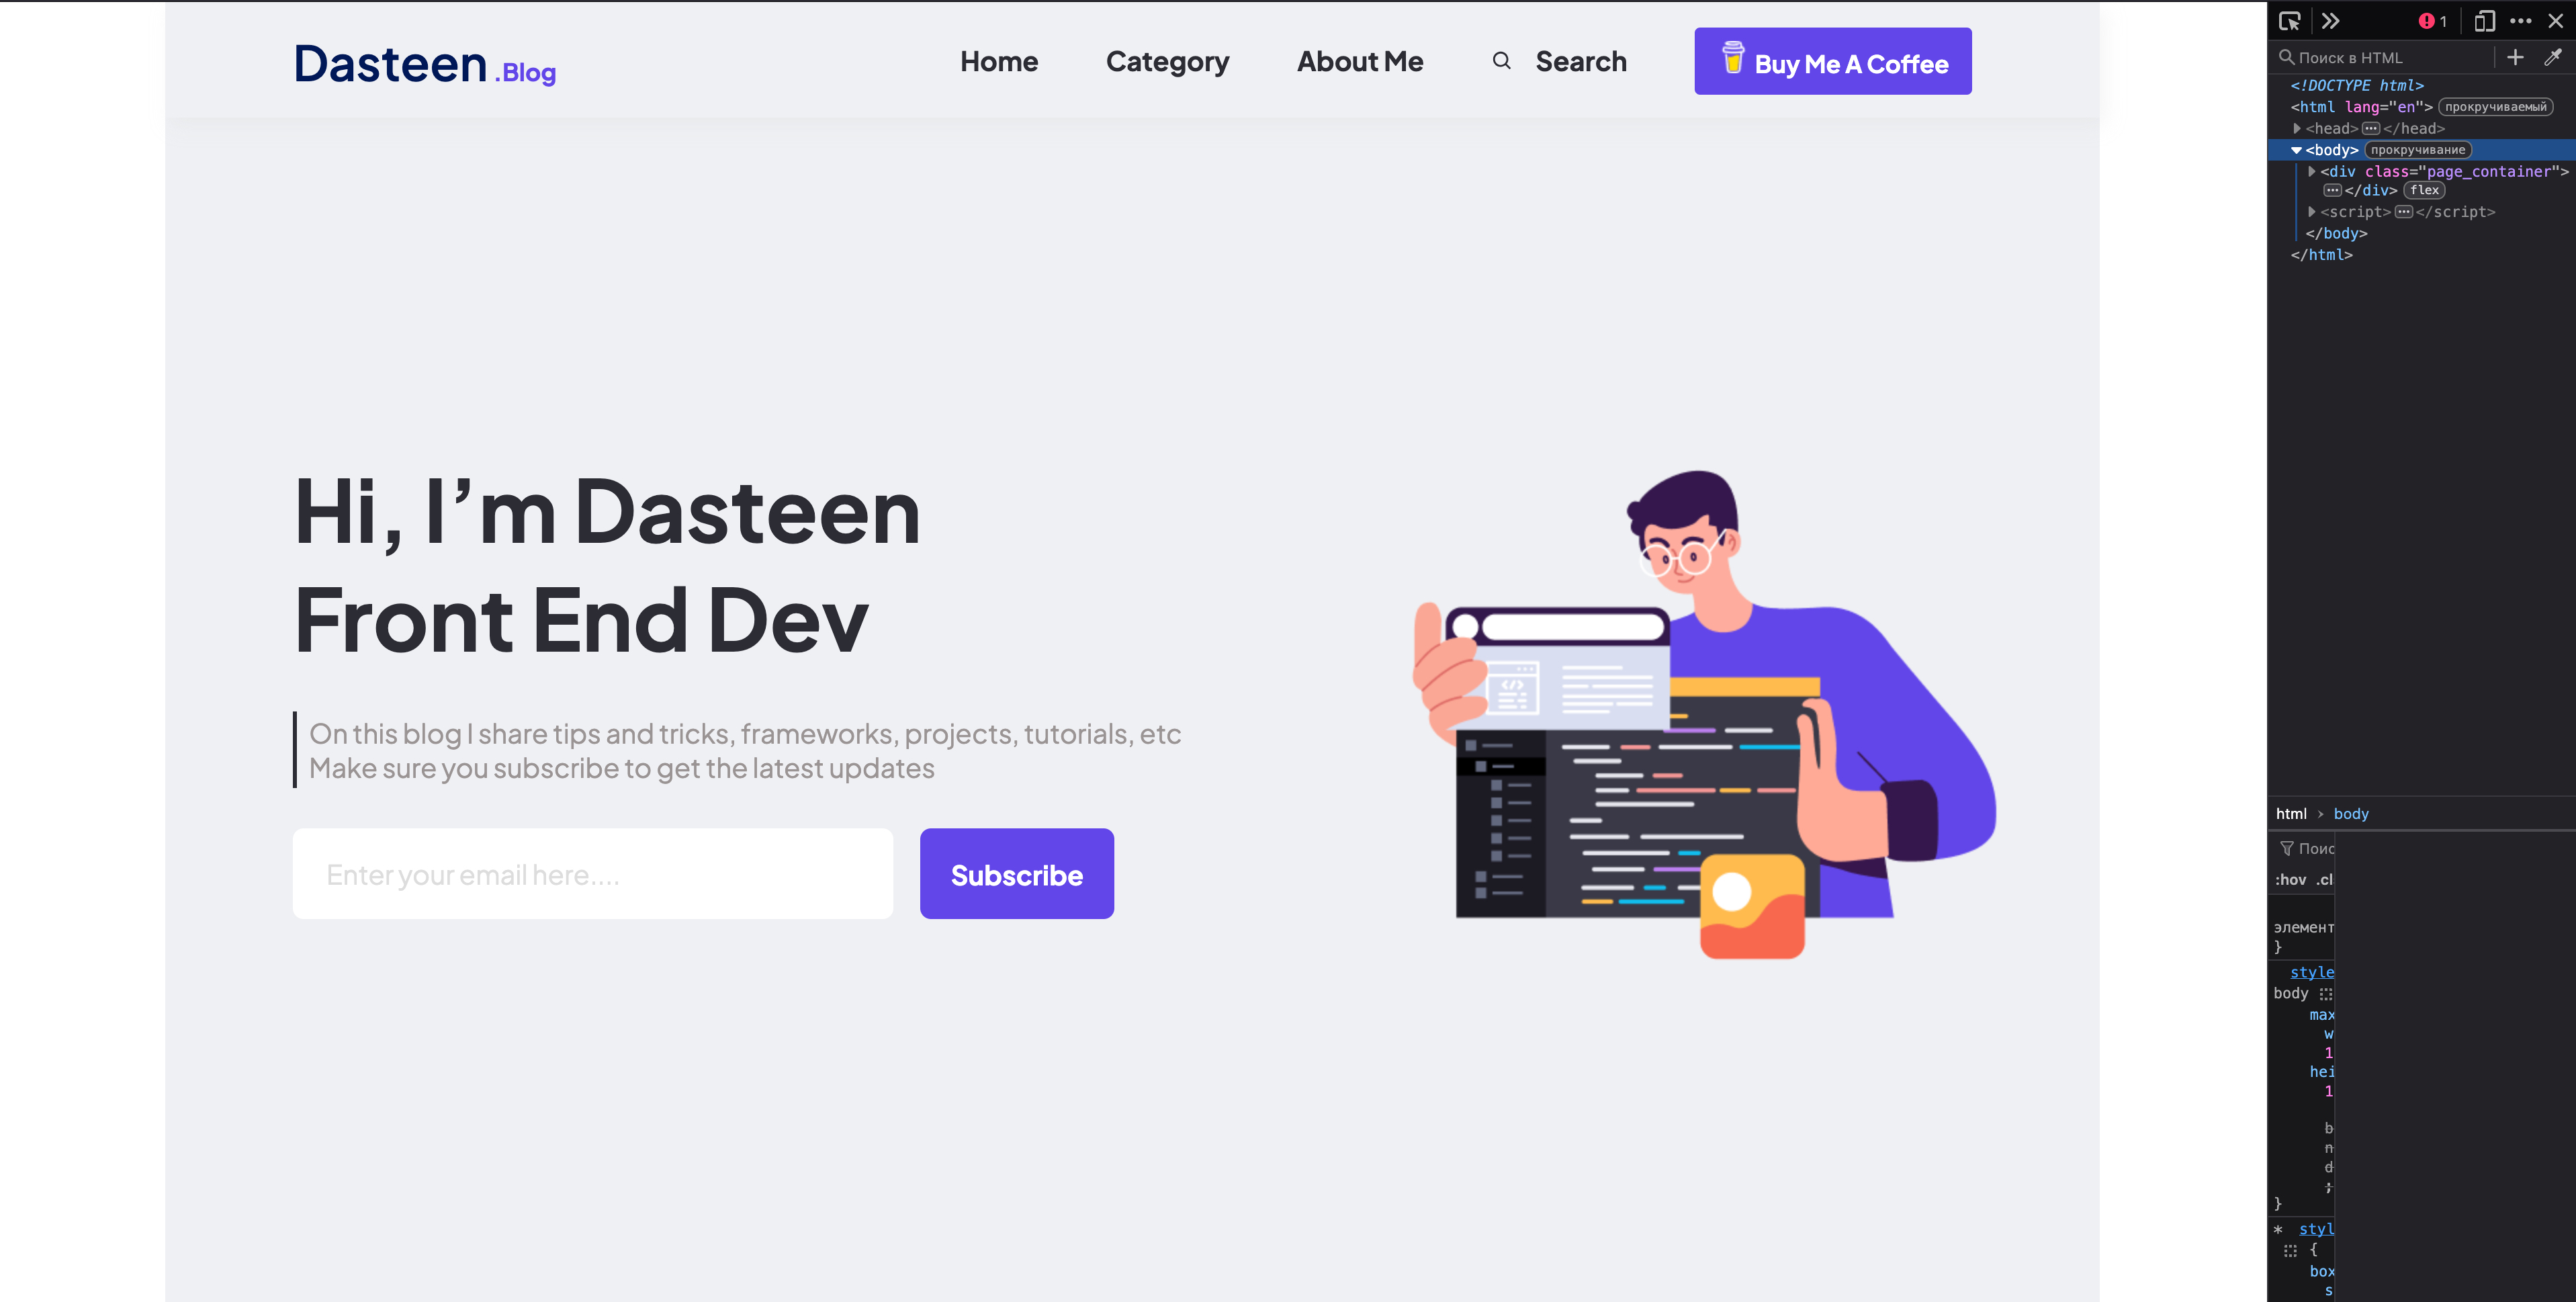 Dasteen .Blog
Home
Category
About Me
Search
Buy Me A Coffee
Hi, I’m Dasteen
Front End Dev
On this blog I share tips and tricks, frameworks, projects, tutorials, etc
Make sure you subscribe to get the latest updates
Enter your email here....
Subscribe
1
Поиск в HTML
<!DOCTYPE html>
<html lang="en"> прокручиваемый
<head> ••• </head>
<body> прокручивание
<div class="page_container">
••• </div> flex
<script> ••• </script>
</body>
</html>
html › body
Поис
:hov .cl
элемент
}
style
body
max
w
1
hei
1
b
n
d
;
}
* styl
{
box
s